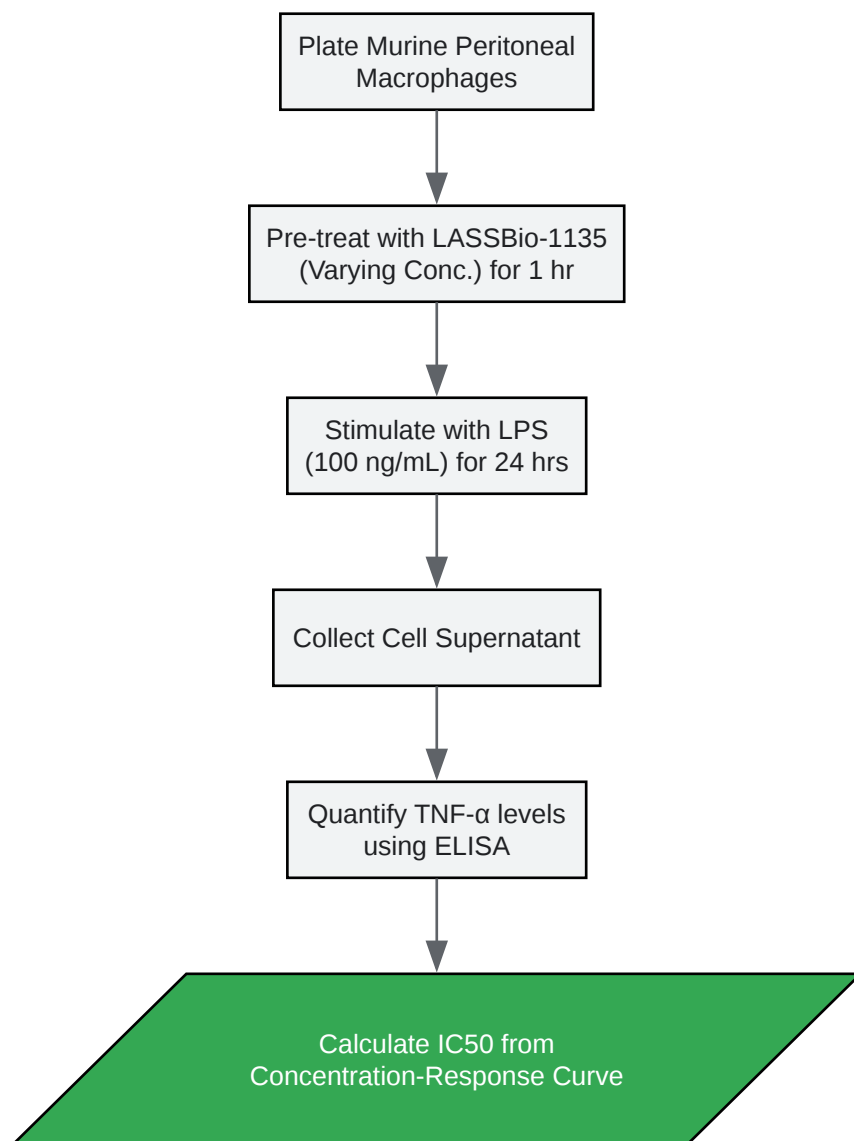 Plate Murine Peritoneal
Macrophages
Pre-treat with LASSBio-1135
(Varying Conc.) for 1 hr
Stimulate with LPS
(100 ng/mL) for 24 hrs
Collect Cell Supernatant
Quantify TNF-α levels
using ELISA
Calculate IC50 from
Concentration-Response Curve